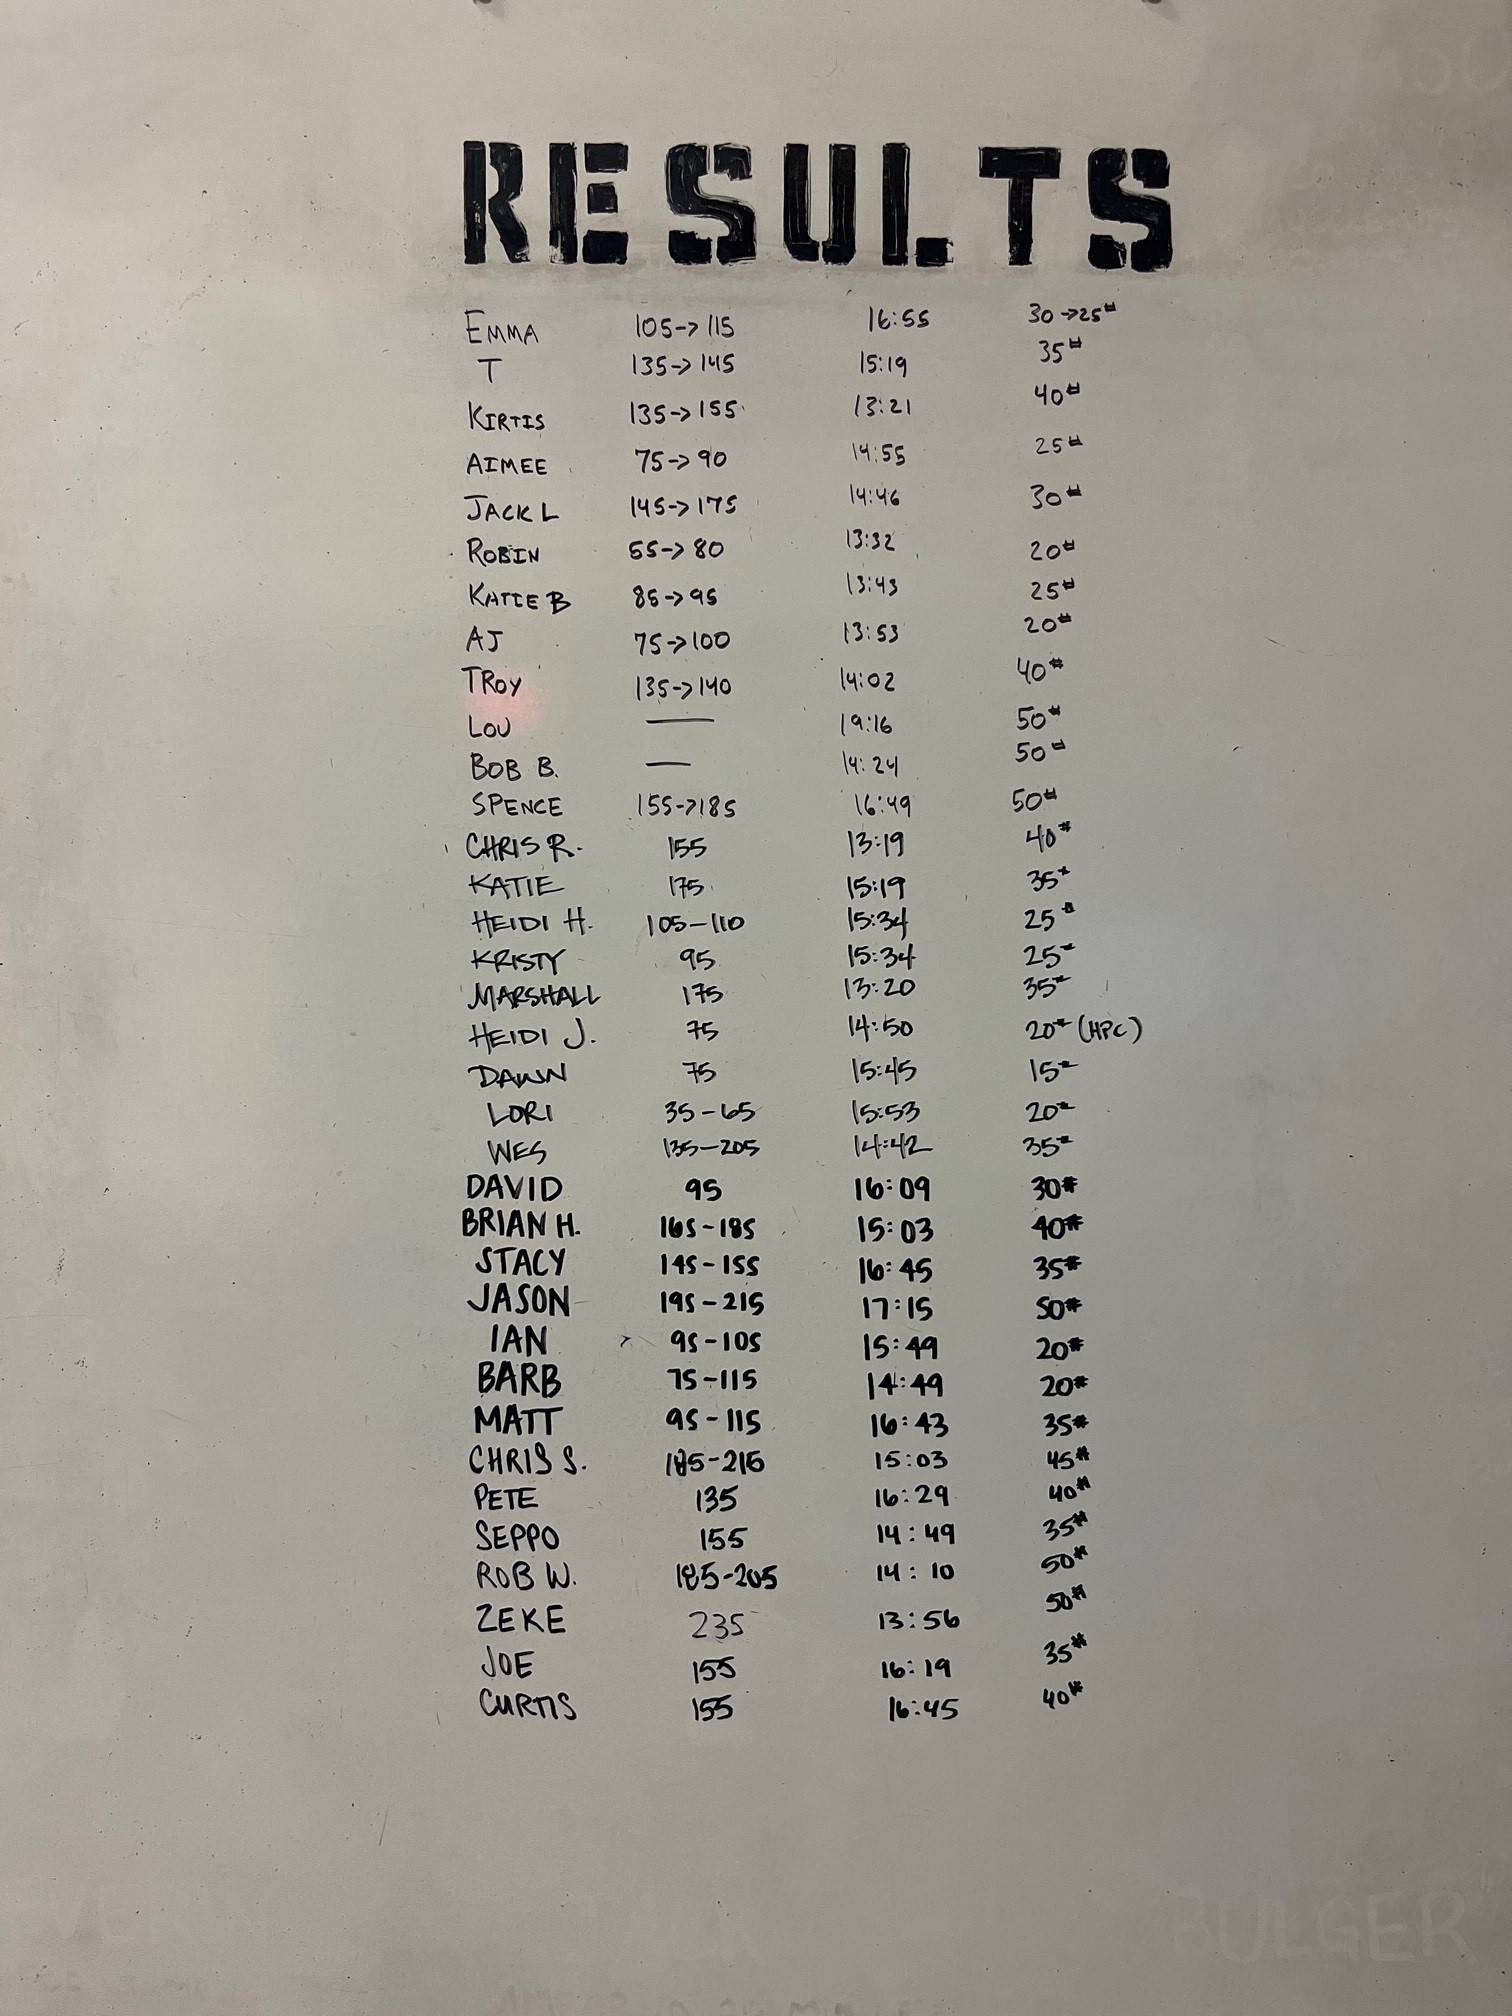 RESULTS
EMMA 105->115 16:55 30->25#
T 135->145 15:19 35#
KIRTIS 135->155 13:21 40#
AIMEE 75->90 14:55 25#
JACK L 145->175 14:46 30#
ROBIN 55->80 13:32 20#
KATIE B 85->95 13:43 25#
AJ 75->100 13:53 20#
TROY 135->140 14:02 40#
LOU — 19:16 50#
BOB B. — 14:24 50#
SPENCE 155->185 16:49 50#
CHRIS R. 155 13:19 40#
KATIE 175 15:19 35#
HEIDI H. 105-110 15:34 25#
KRISTY 95 15:34 25#
MARSHALL 175 13:20 35#
HEIDI J. 75 14:50 20# (HPC)
DAWN 75 15:45 15#
LORI 35-65 15:53 20#
WES 135-205 14:42 35#
DAVID 95 16:09 30#
BRIAN H. 165-185 15:03 40#
STACY 145-155 16:45 35#
JASON 195-215 17:15 50#
IAN 95-105 15:49 20#
BARB 75-115 14:49 20#
MATT 95-115 16:43 35#
CHRIS S. 185-215 15:03 45#
PETE 135 16:29 40#
SEPPO 155 14:49 35#
ROB W. 185-205 14:10 50#
ZEKE 235 13:56 50#
JOE 155 16:19 35#
CURTIS 155 16:45 40#
BULGER"